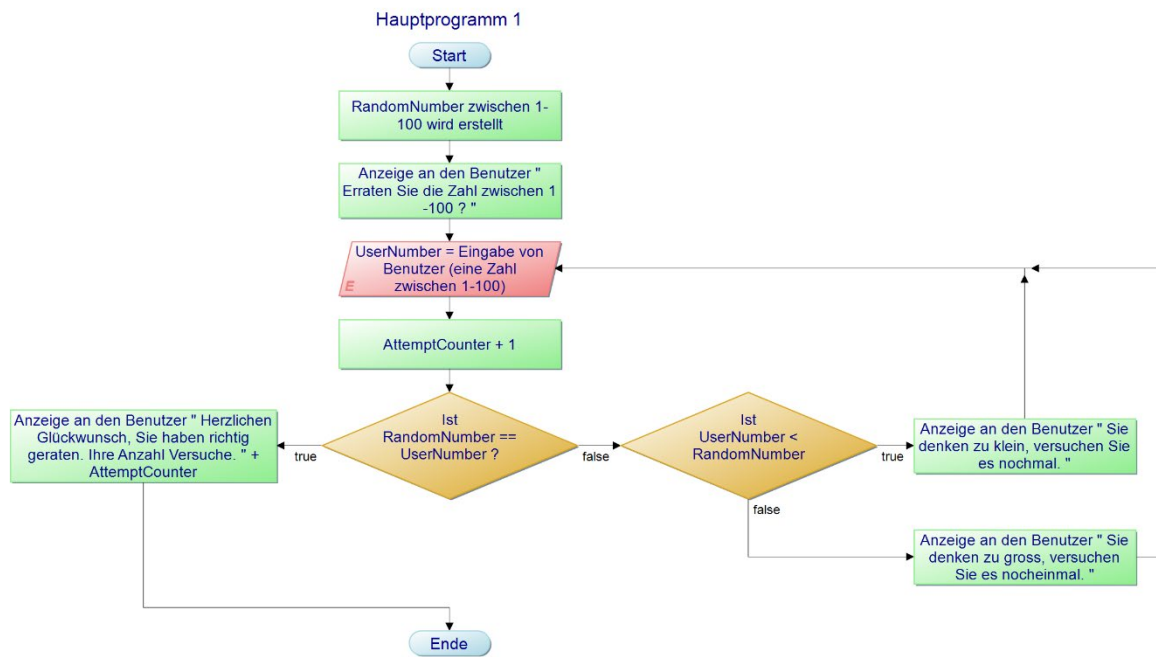 Hauptprogramm 1
Start
RandomNumber zwischen 1-
100 wird erstellt
Anzeige an den Benutzer "
Erraten Sie die Zahl zwischen 1
-100 ? "
UserNumber = Eingabe von
Benutzer (eine Zahl
zwischen 1-100)
E
AttemptCounter + 1
Ist
RandomNumber ==
UserNumber ?
true
false
Anzeige an den Benutzer " Herzlichen
Glückwunsch, Sie haben richtig
geraten. Ihre Anzahl Versuche. " +
AttemptCounter
Ist
UserNumber <
RandomNumber
true
false
Anzeige an den Benutzer " Sie
denken zu klein, versuchen Sie
es nochmal. "
Anzeige an den Benutzer " Sie
denken zu gross, versuchen
Sie es nocheinmal. "
Ende